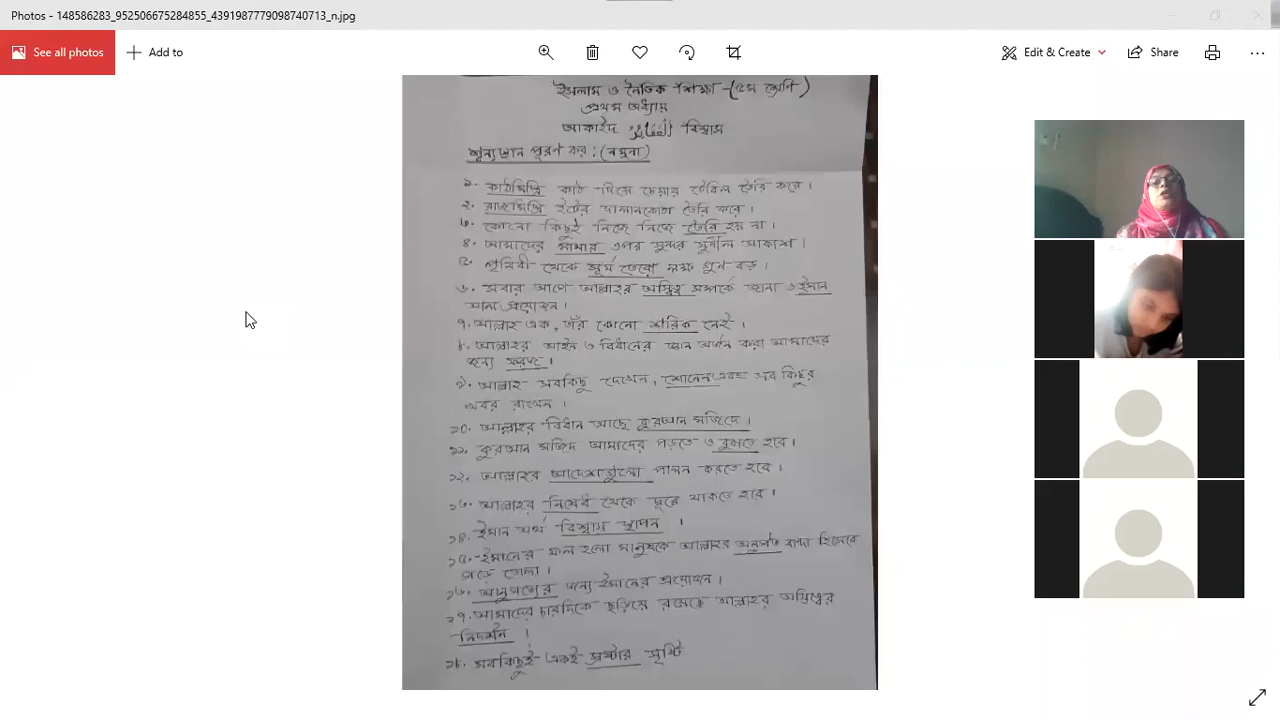 Photos - 148586283_952506675284855_4391987779098740713_n.jpg
See all photos
Add to
Edit & Create
Share
ইসলাম ও নৈতিক শিক্ষা -(৫ম শ্রেণি)
প্রথম অধ্যায়
আকাইদ العقائد বিশ্বাস
শূন্যস্থান পূরণ কর : (নমুনা)
১. কাঠমিস্ত্রি কাঠ দিয়ে চেয়ার টেবিল তৈরি করে।
২. রাজমিস্ত্রি ইটের দালানকোঠা তৈরি করে।
৩. কোনো কিছুই নিজে নিজে তৈরি হয় না।
৪. আমাদের মাথার ওপর সুন্দর সুনীল আকাশ।
৫. পৃথিবী থেকে সূর্য তেরো লক্ষ গুণ বড়।
৬. সবার আগে আল্লাহর অস্তিত্ব সম্পর্কে জানা ও ইমান
আনা প্রয়োজন।
৭. আল্লাহ এক, তাঁর কোনো শরিক নেই।
৮. আল্লাহর আইন ও বিধানের জ্ঞান অর্জন করা আমাদের
জন্য ফরজ।
৯. আল্লাহ সবকিছু দেখেন, শোনেন এবং সব কিছুর
খবর রাখেন।
১০. আল্লাহর বিধান আছে কুরআন মজিদে।
১১. কুরআন মজিদ আমাদের পড়তে ও বুঝতে হবে।
১২. আল্লাহর আদেশগুলো পালন করতে হবে।
১৩. আল্লাহর নিষেধ থেকে দূরে থাকতে হবে।
১৪. ইমান অর্থ বিশ্বাস স্থাপন।
১৫. ইমানের ফল হলো মানুষকে আল্লাহর অনুগত বান্দা হিসেবে
গড়ে তোলা।
১৬. আনুগত্যের জন্য ইমানের প্রয়োজন।
১৭. আমাদের চারদিকে ছড়িয়ে রয়েছে আল্লাহর অস্তিত্বের
নিদর্শন।
১৮. সবকিছুই একই স্রষ্টার সৃষ্টি